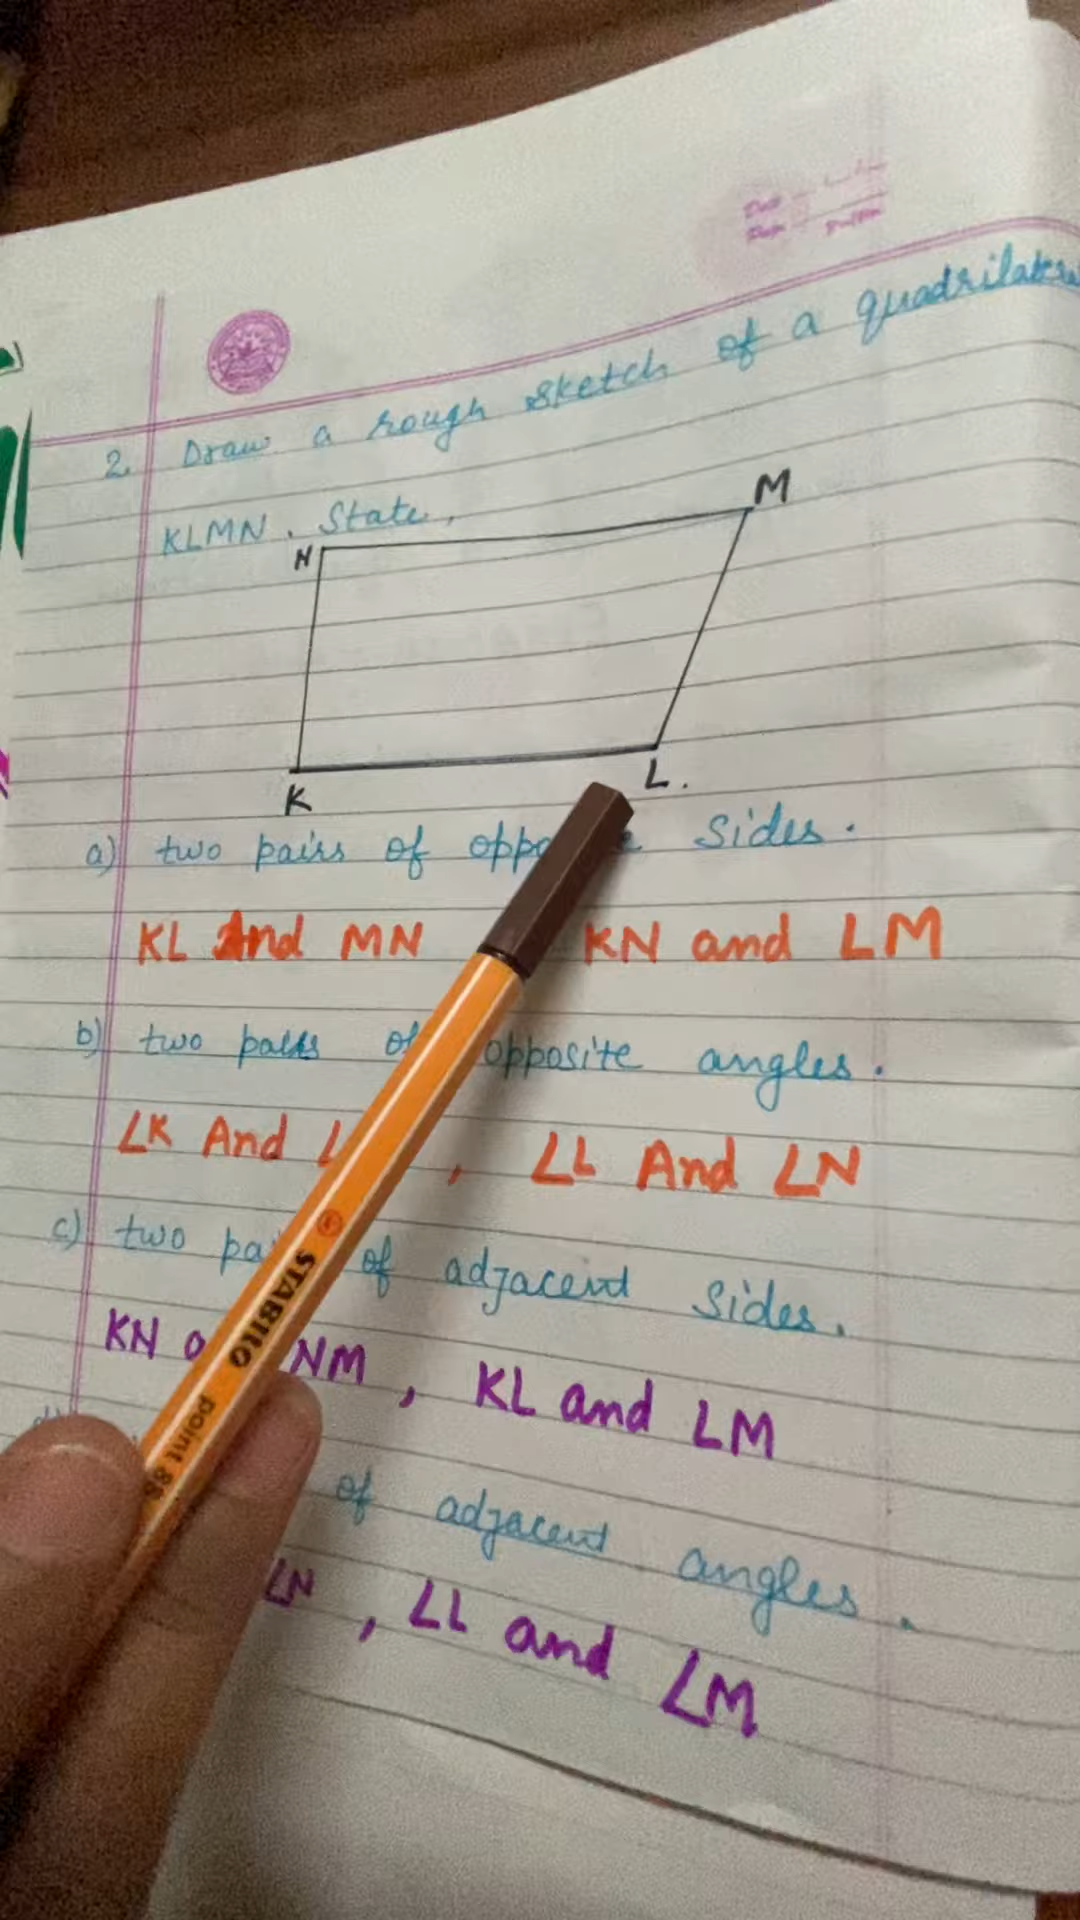 2. Draw a rough sketch of a quadrilateral
KLMN. State,
M
N
K
L.
a) two pairs of sides.
KL And MN KN and LM
b) two pairs of opposite angles.
∠K And , ∠L And ∠N
c) two of adjacent sides.
KN NM, KL and LM
of adjacent angles.
∠N, ∠L and ∠M
STABILO point 88